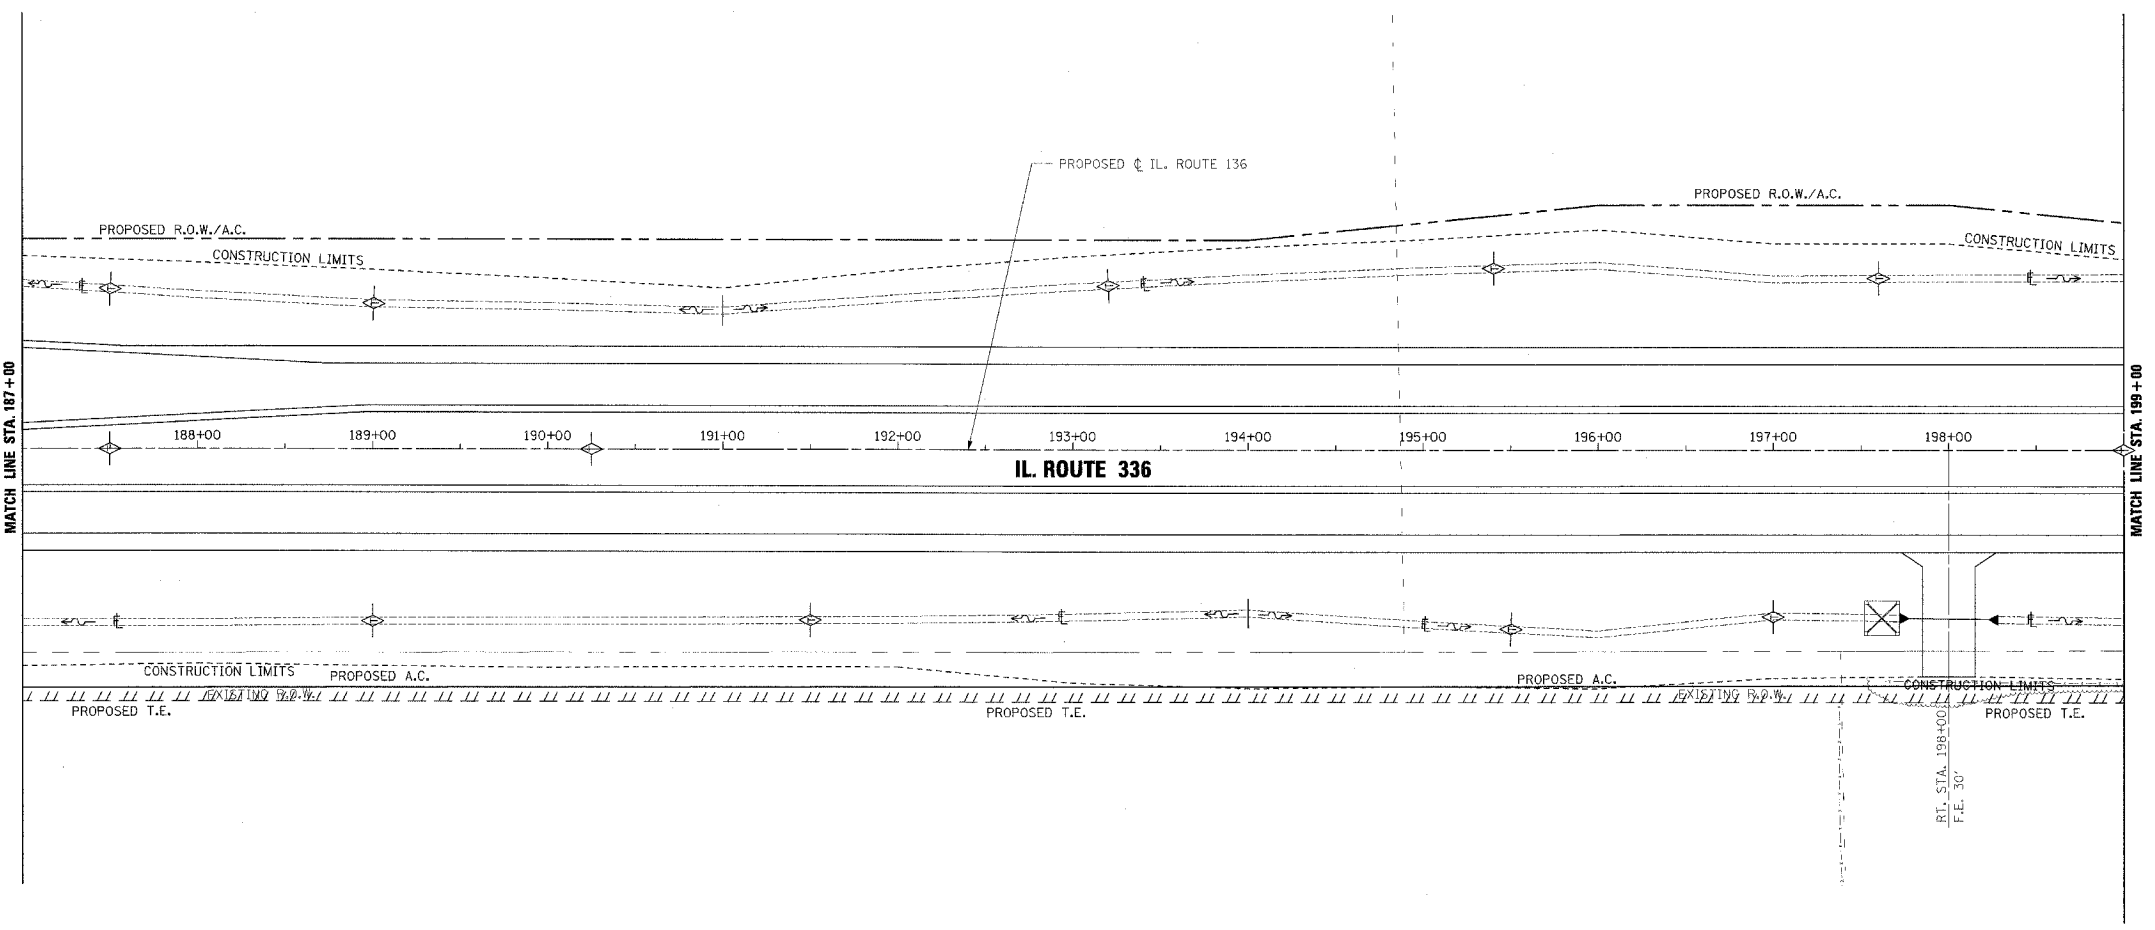 PROPOSED ℄ IL. ROUTE 136
PROPOSED R.O.W./A.C.
PROPOSED R.O.W./A.C.
CONSTRUCTION LIMITS
CONSTRUCTION LIMITS
MATCH LINE STA. 187+00
188+00
189+00
190+00
191+00
192+00
193+00
194+00
195+00
196+00
197+00
198+00
MATCH LINE STA. 199+00
IL. ROUTE 336
CONSTRUCTION LIMITS
PROPOSED A.C.
PROPOSED A.C.
CONSTRUCTION LIMITS
EXISTING R.O.W.
EXISTING R.O.W.
PROPOSED T.E.
PROPOSED T.E.
PROPOSED T.E.
RT. STA. 198+00
F.E. 30'